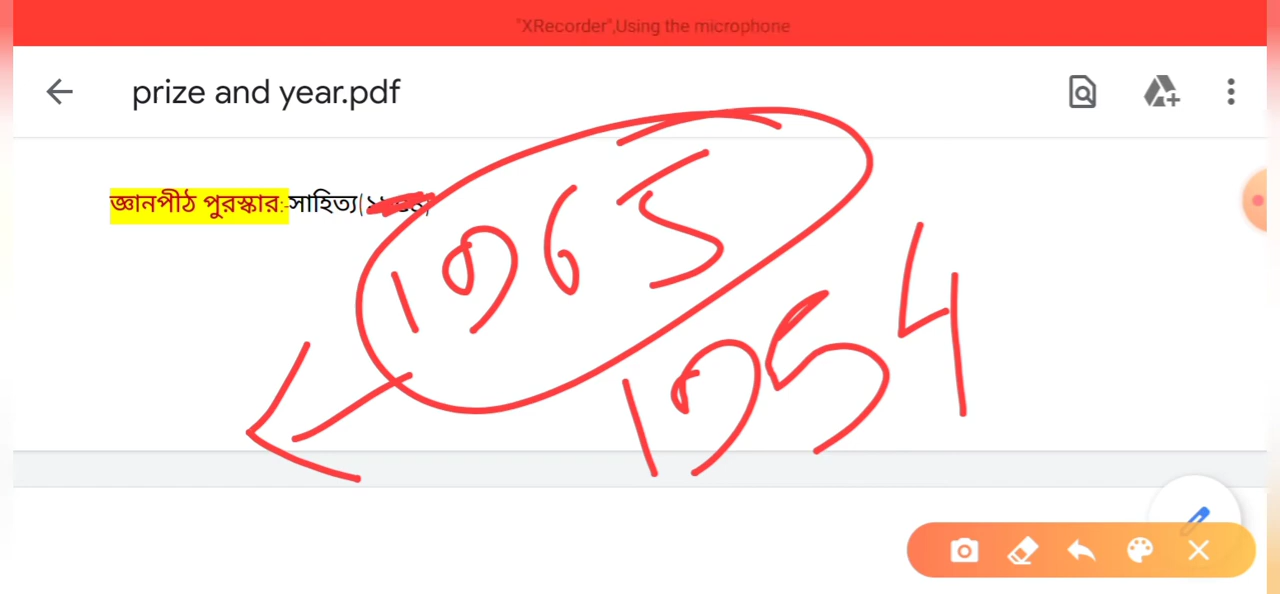 "XRecorder",Using the microphone
prize and year.pdf
জ্ঞানপীঠ পুরস্কার:-সাহিত্য(
1965
1954